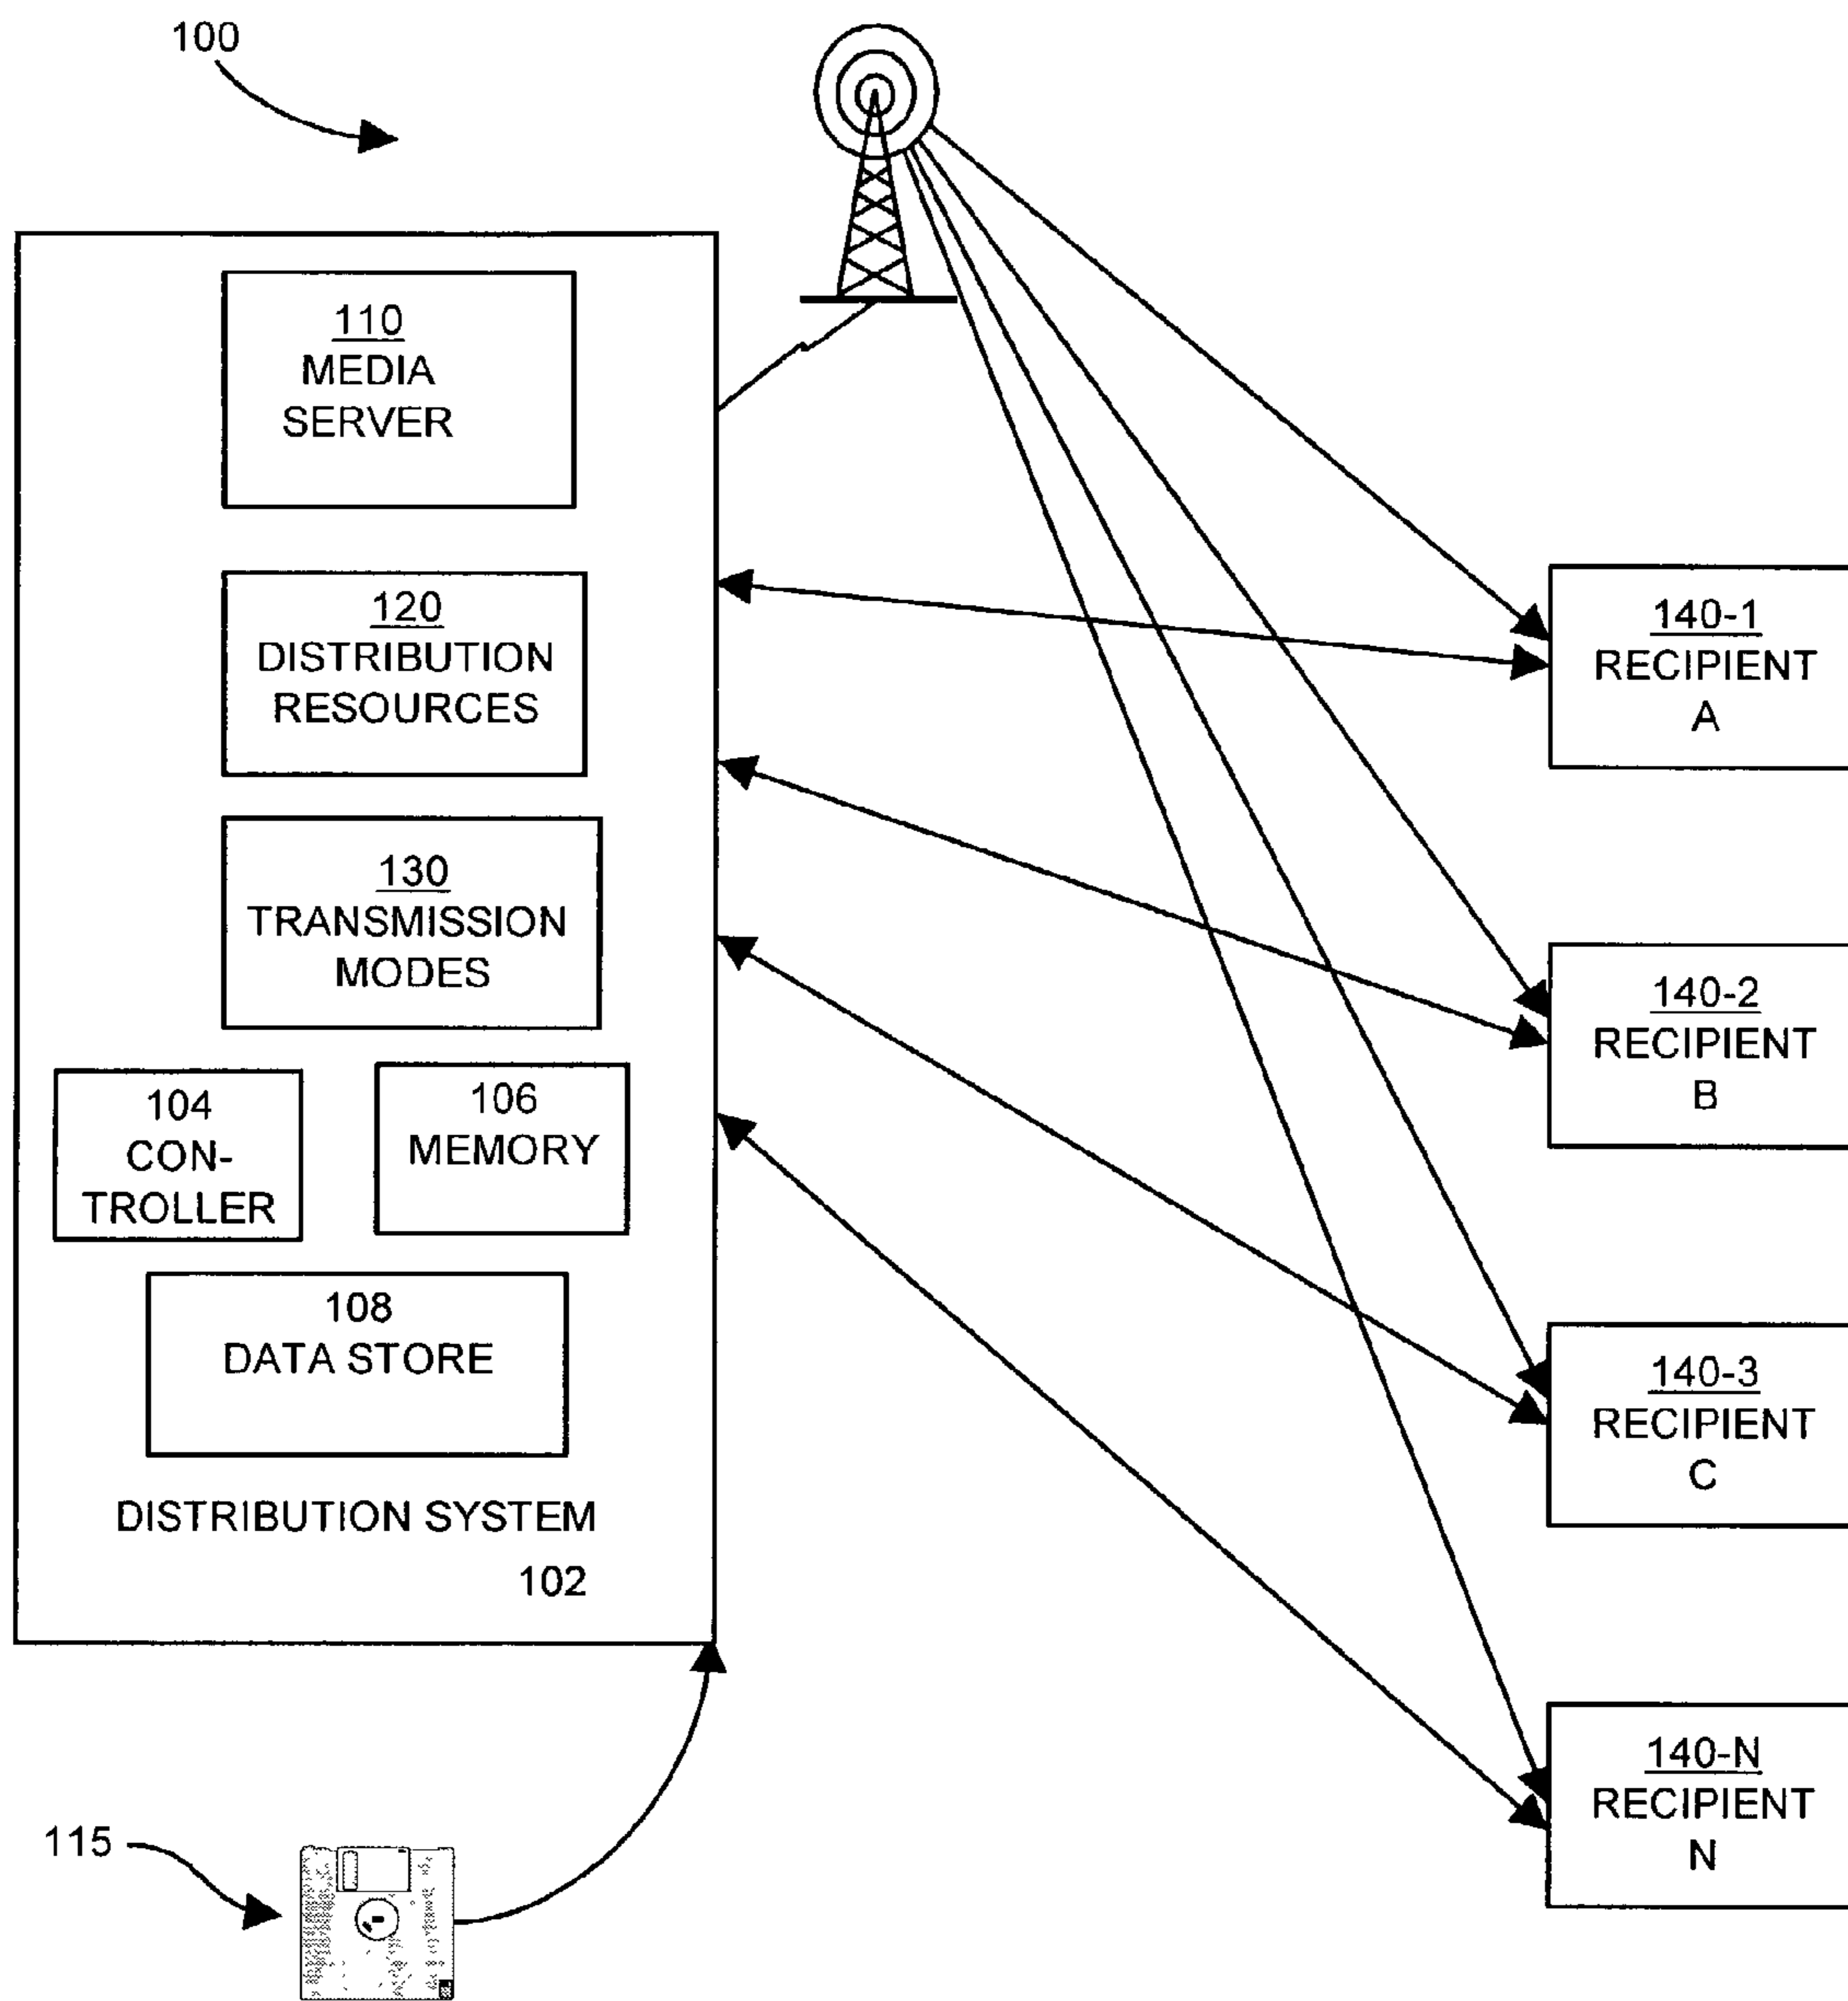 100
110
MEDIA
SERVER
120
DISTRIBUTION
RESOURCES
130
TRANSMISSION
MODES
104
CON-
TROLLER
106
MEMORY
108
DATA STORE
DISTRIBUTION SYSTEM
102
115
140-1
RECIPIENT
A
140-2
RECIPIENT
B
140-3
RECIPIENT
C
140-N
RECIPIENT
N